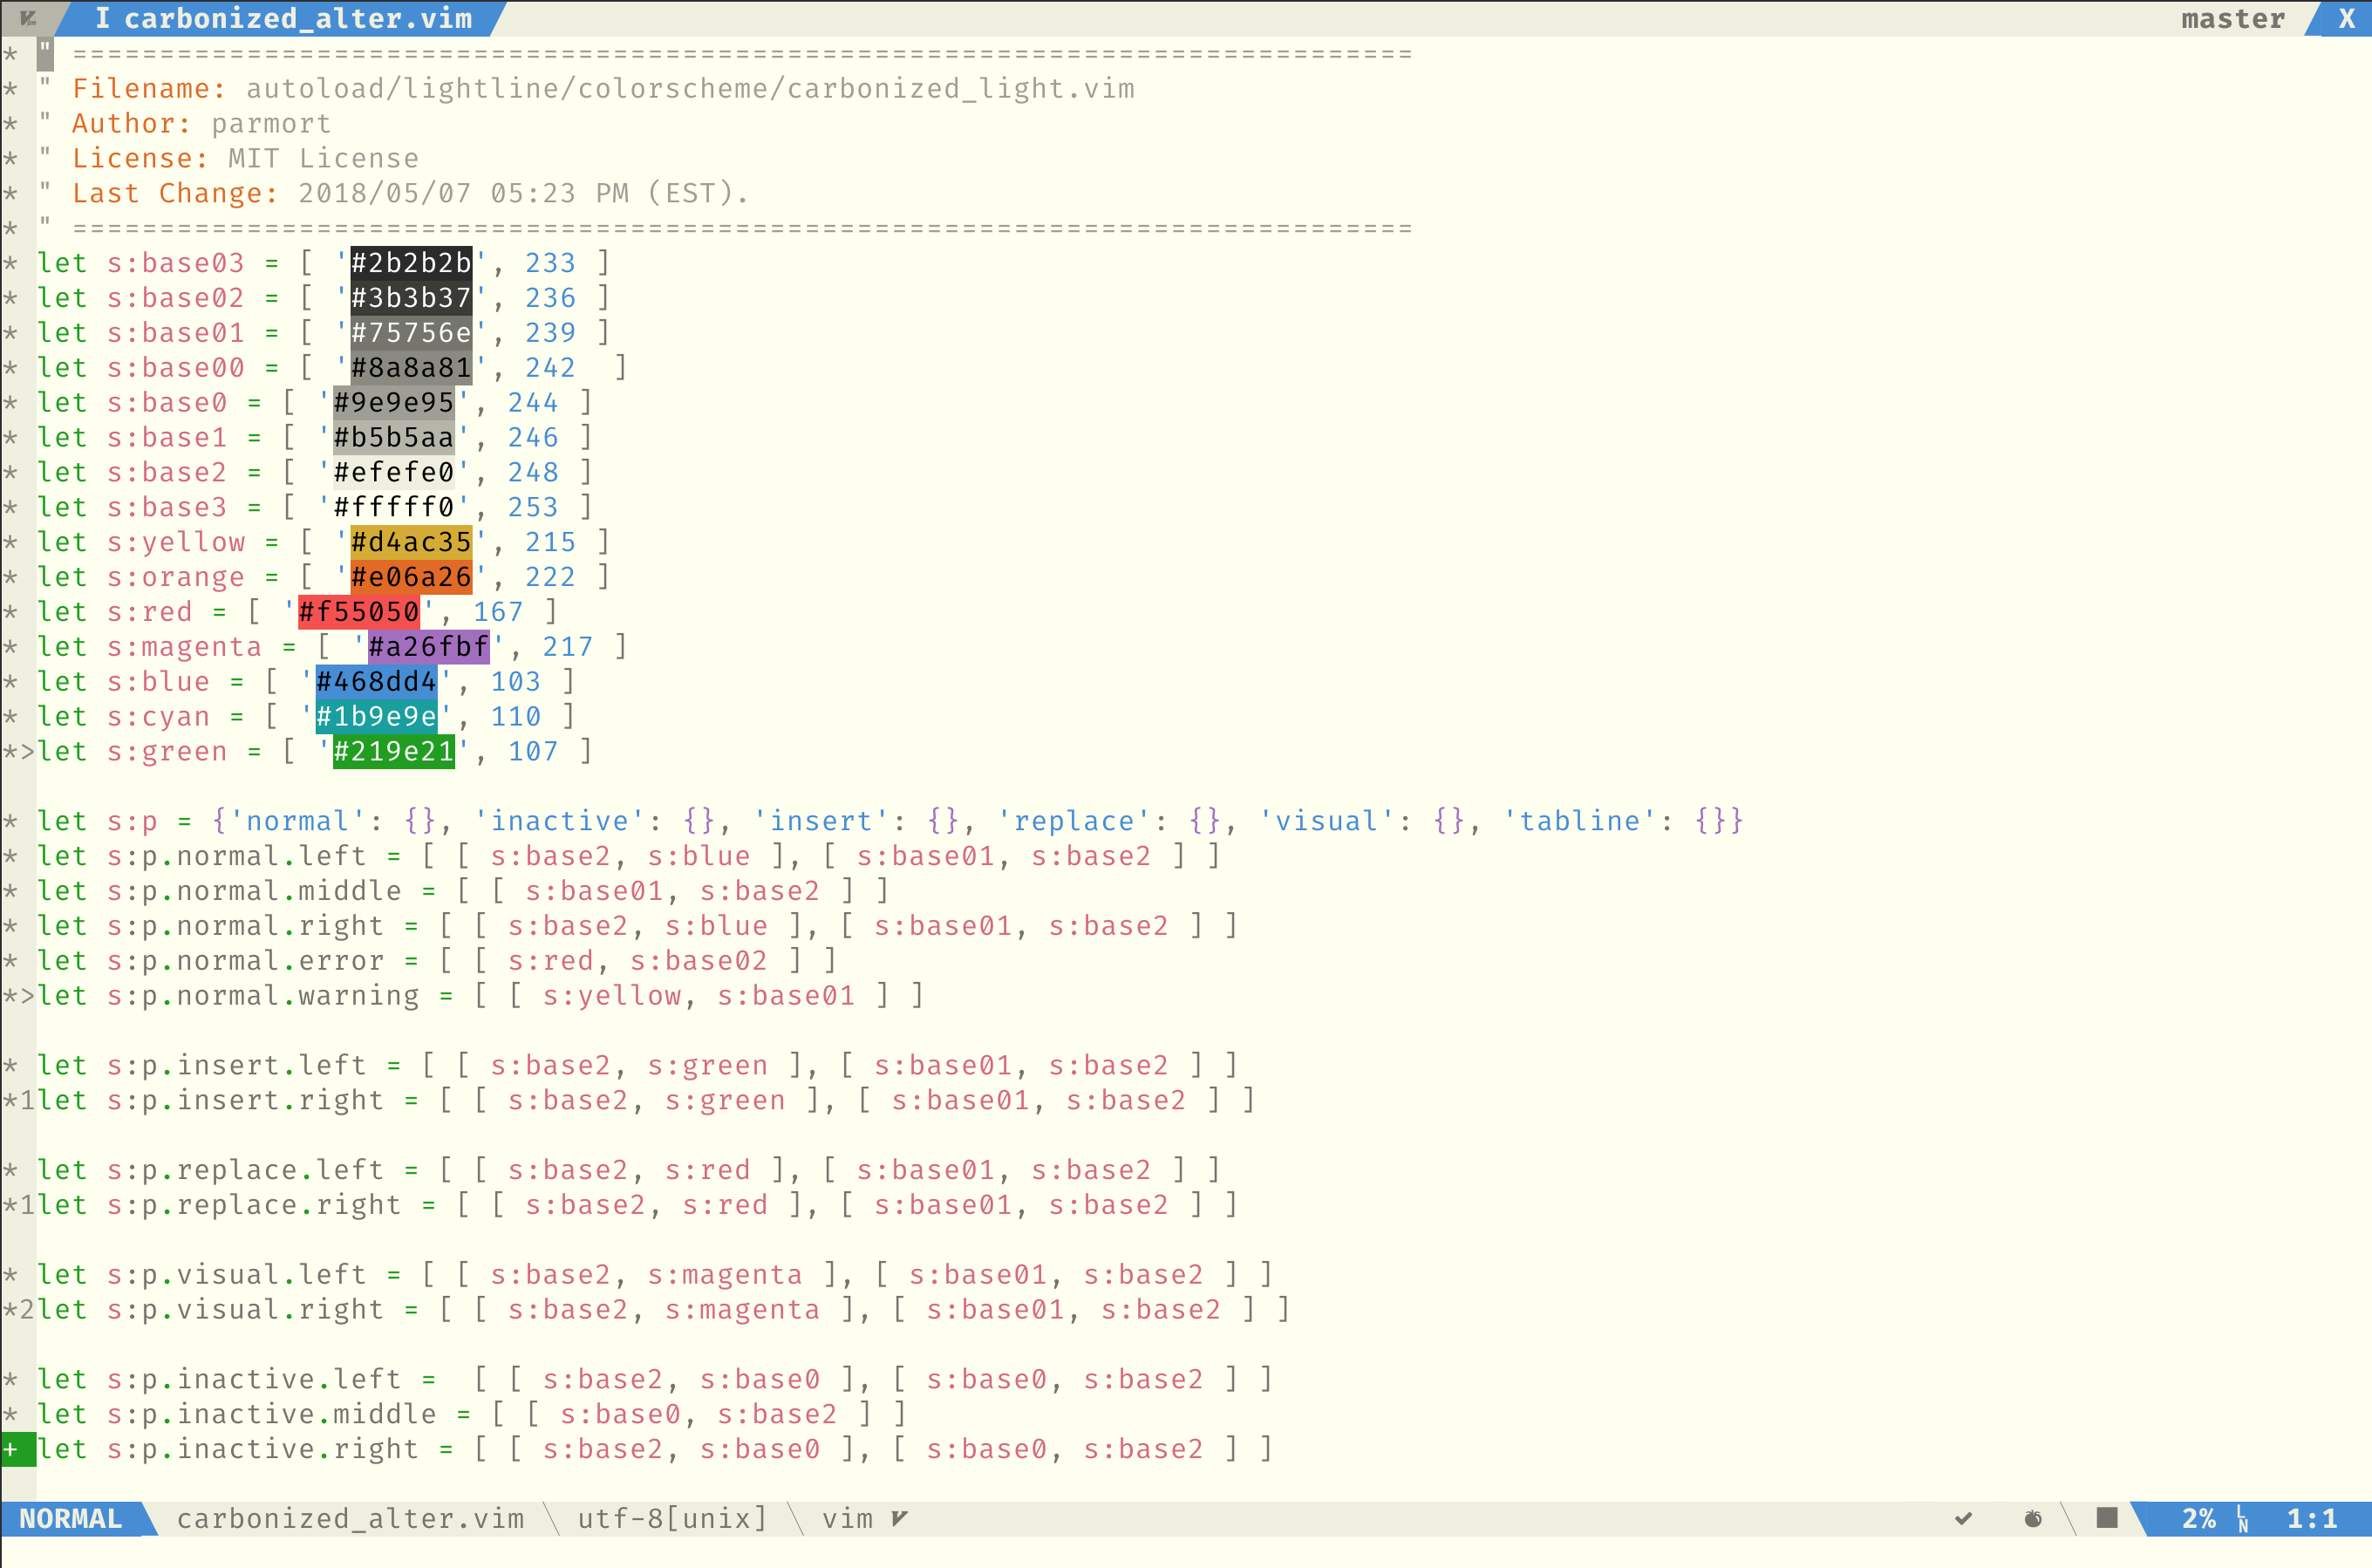 I carbonized_alter.vim master X
* " =============================================================================
* " Filename: autoload/lightline/colorscheme/carbonized_light.vim
* " Author: parmort
* " License: MIT License
* " Last Change: 2018/05/07 05:23 PM (EST).
* " =============================================================================
* let s:base03 = [ '#2b2b2b', 233 ]
* let s:base02 = [ '#3b3b37', 236 ]
* let s:base01 = [ '#75756e', 239 ]
* let s:base00 = [ '#8a8a81', 242  ]
* let s:base0 = [ '#9e9e95', 244 ]
* let s:base1 = [ '#b5b5aa', 246 ]
* let s:base2 = [ '#efefe0', 248 ]
* let s:base3 = [ '#fffff0', 253 ]
* let s:yellow = [ '#d4ac35', 215 ]
* let s:orange = [ '#e06a26', 222 ]
* let s:red = [ '#f55050', 167 ]
* let s:magenta = [ '#a26fbf', 217 ]
* let s:blue = [ '#468dd4', 103 ]
* let s:cyan = [ '#1b9e9e', 110 ]
*>let s:green = [ '#219e21', 107 ]
* let s:p = {'normal': {}, 'inactive': {}, 'insert': {}, 'replace': {}, 'visual': {}, 'tabline': {}}
* let s:p.normal.left = [ [ s:base2, s:blue ], [ s:base01, s:base2 ] ]
* let s:p.normal.middle = [ [ s:base01, s:base2 ] ]
* let s:p.normal.right = [ [ s:base2, s:blue ], [ s:base01, s:base2 ] ]
* let s:p.normal.error = [ [ s:red, s:base02 ] ]
*>let s:p.normal.warning = [ [ s:yellow, s:base01 ] ]
* let s:p.insert.left = [ [ s:base2, s:green ], [ s:base01, s:base2 ] ]
*1let s:p.insert.right = [ [ s:base2, s:green ], [ s:base01, s:base2 ] ]
* let s:p.replace.left = [ [ s:base2, s:red ], [ s:base01, s:base2 ] ]
*1let s:p.replace.right = [ [ s:base2, s:red ], [ s:base01, s:base2 ] ]
* let s:p.visual.left = [ [ s:base2, s:magenta ], [ s:base01, s:base2 ] ]
*2let s:p.visual.right = [ [ s:base2, s:magenta ], [ s:base01, s:base2 ] ]
* let s:p.inactive.left =  [ [ s:base2, s:base0 ], [ s:base0, s:base2 ] ]
* let s:p.inactive.middle = [ [ s:base0, s:base2 ] ]
+ let s:p.inactive.right = [ [ s:base2, s:base0 ], [ s:base0, s:base2 ] ]
NORMAL carbonized_alter.vim utf-8[unix] vim 2% LN 1:1